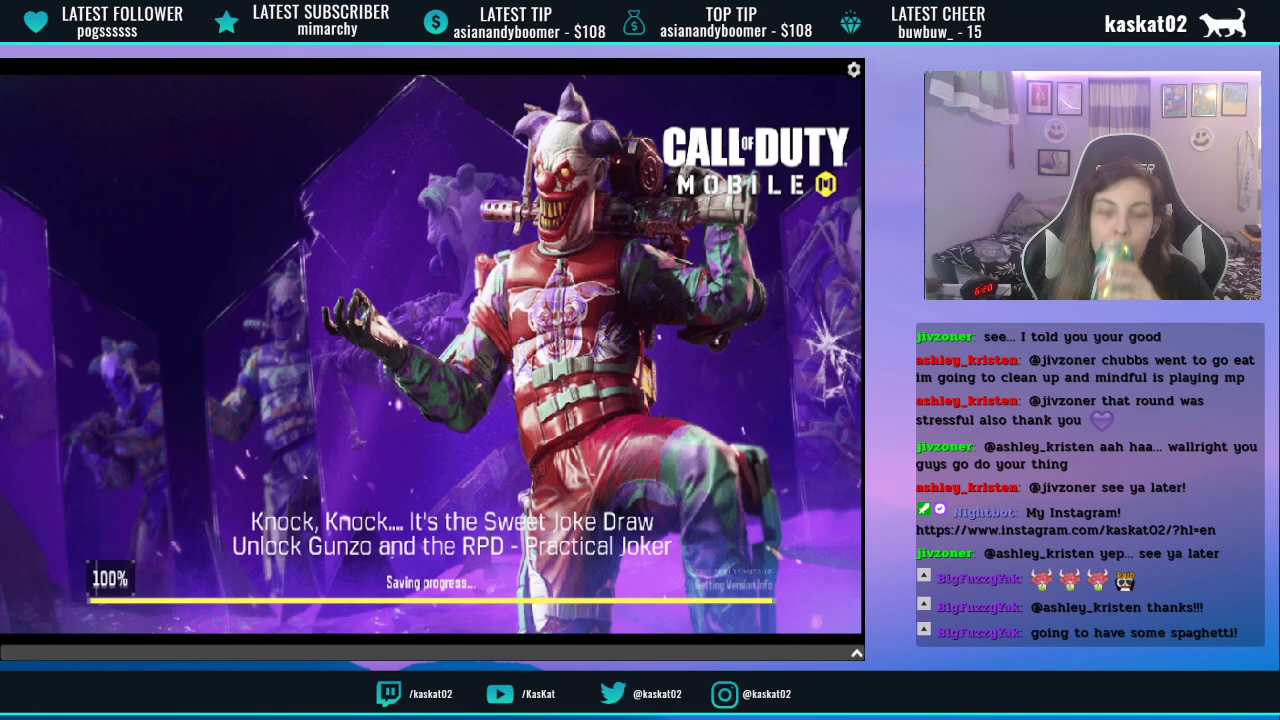 LATEST FOLLOWER
pogssssss
LATEST SUBSCRIBER
mimarchy
LATEST TIP
asianandyboomer - $108
TOP TIP
asianandyboomer - $108
LATEST CHEER
buwbuw_ - 15
kaskat02
CALL OF DUTY
MOBILE
Knock, Knock.... It's the Sweet Joke Draw
Unlock Gunzo and the RPD - Practical Joker
100%
Saving progress...
Getting Version Info
6:20
jivzoner: see... I told you your good
ashley_kristen: @jivzoner chubbs went to go eat
im going to clean up and mindful is playing mp
ashley_kristen: @jivzoner that round was
stressful also thank you
jivzoner: @ashley_kristen aah haa... wallright you
guys go do your thing
ashley_kristen: @jivzoner see ya later!
Nightbot: My Instagram!
https://www.instagram.com/kaskat02/?hl=en
jivzoner: @ashley_kristen yep... see ya later
BigFuzzyYak:
BigFuzzyYak: @ashley_kristen thanks!!!
BigFuzzyYak: going to have some spaghetti!
/kaskat02
/KasKat
@kaskat02
@kaskat02